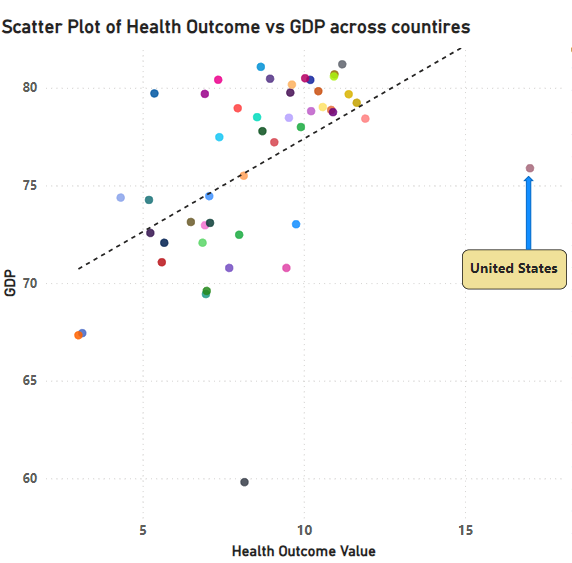 Scatter Plot of Health Outcome vs GDP across countires
80
75
70
65
60
GDP
United States
5 10 15
Health Outcome Value